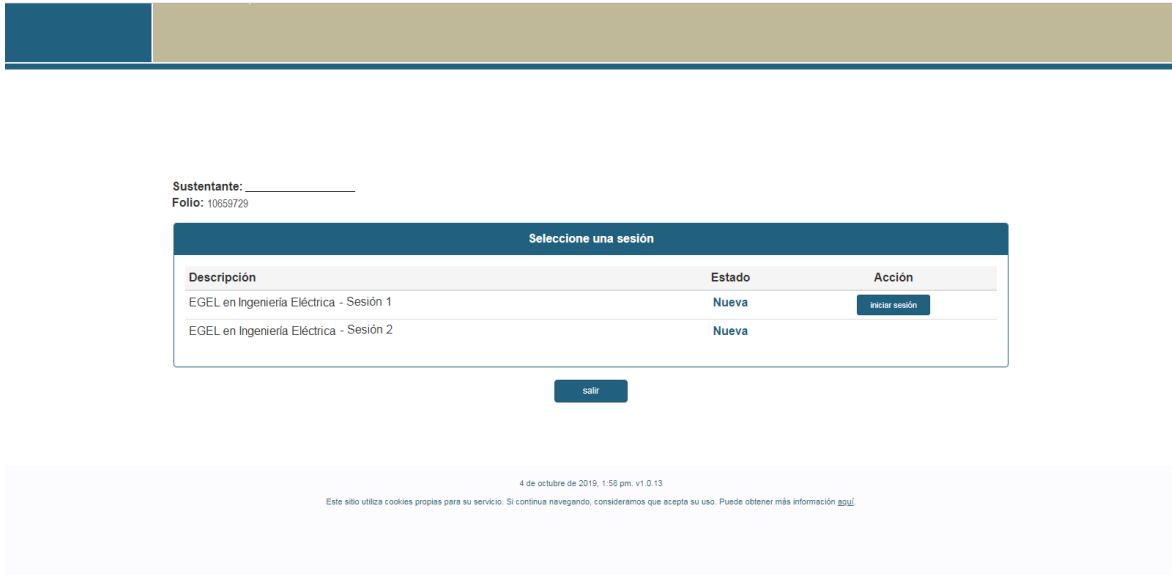 Sustentante:
Folio: 10659729
Seleccione una sesión
Descripción Estado Acción
EGEL en Ingeniería Eléctrica - Sesión 1 Nueva iniciar sesión
EGEL en Ingeniería Eléctrica - Sesión 2 Nueva
salir
4 de octubre de 2019, 1:58 pm. v1.0.13
Este sitio utiliza cookies propias para su servicio. Si continua navegando, consideramos que acepta su uso. Puede obtener más información aquí.